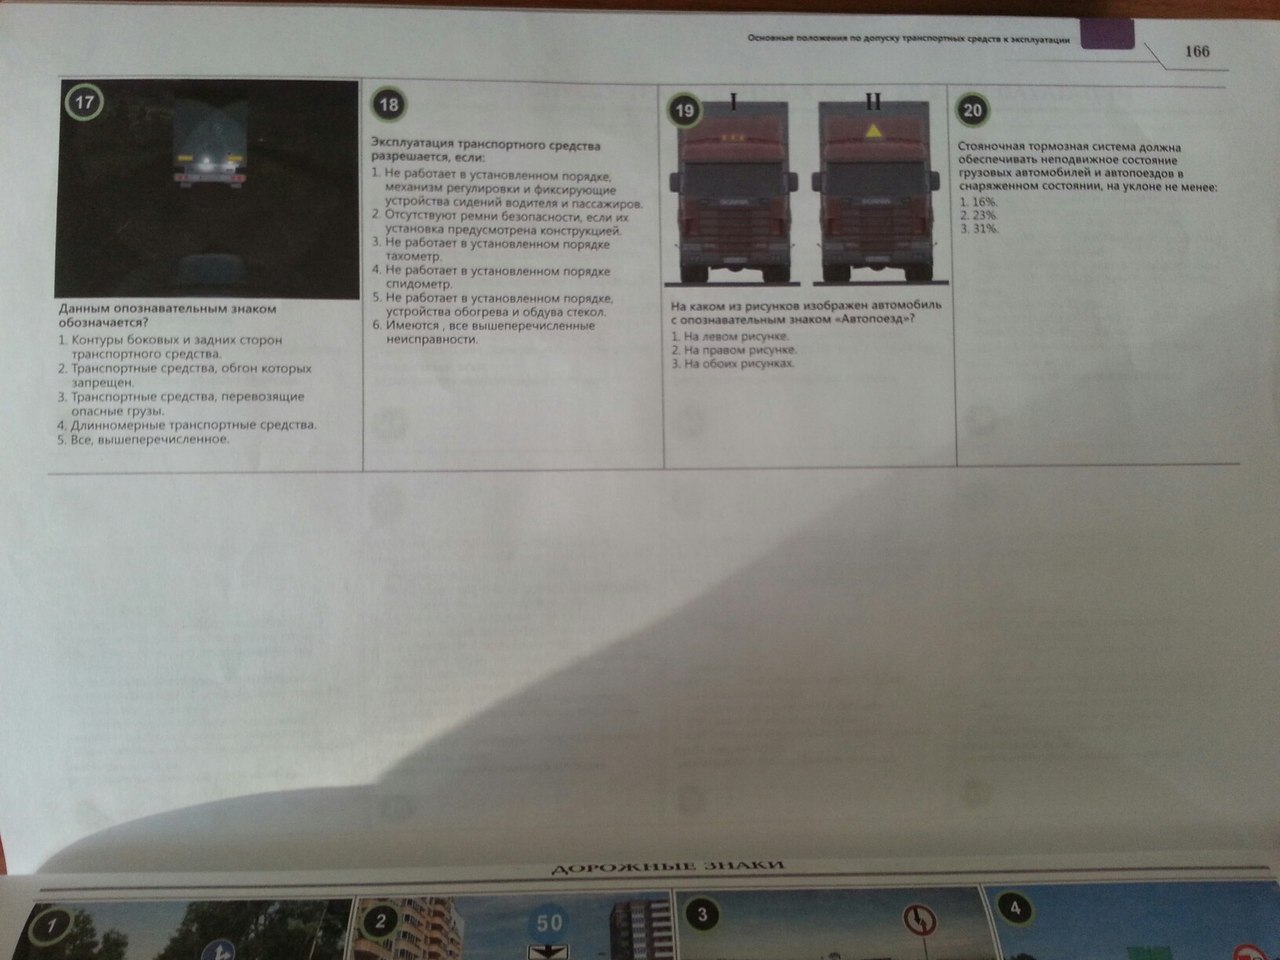 Основные положения по допуску транспортных средств к эксплуатации
166
17
Данным опознавательным знаком
обозначается?
1. Контуры боковых и задних сторон
транспортного средства.
2. Транспортные средства, обгон которых
запрещен.
3. Транспортные средства, перевозящие
опасные грузы.
4. Длинномерные транспортные средства.
5. Все, вышеперечисленное.
18
Эксплуатация транспортного средства
разрешается, если:
1. Не работает в установленном порядке,
механизм регулировки и фиксирующие
устройства сидений водителя и пассажиров.
2. Отсутствуют ремни безопасности, если их
установка предусмотрена конструкцией.
3. Не работает в установленном порядке
тахометр.
4. Не работает в установленном порядке
спидометр.
5. Не работает в установленном порядке,
устройства обогрева и обдува стекол.
6. Имеются , все вышеперечисленные
неисправности.
19
I
II
SCANIA
SCANIA
На каком из рисунков изображен автомобиль
с опознавательным знаком «Автопоезд»?
1. На левом рисунке.
2. На правом рисунке.
3. На обоих рисунках.
20
Стояночная тормозная система должна
обеспечивать неподвижное состояние
грузовых автомобилей и автопоездов в
снаряженном состоянии, на уклоне не менее:
1. 16%.
2. 23%.
3. 31%.
ДОРОЖНЫЕ ЗНАКИ
1
2
50
3
4